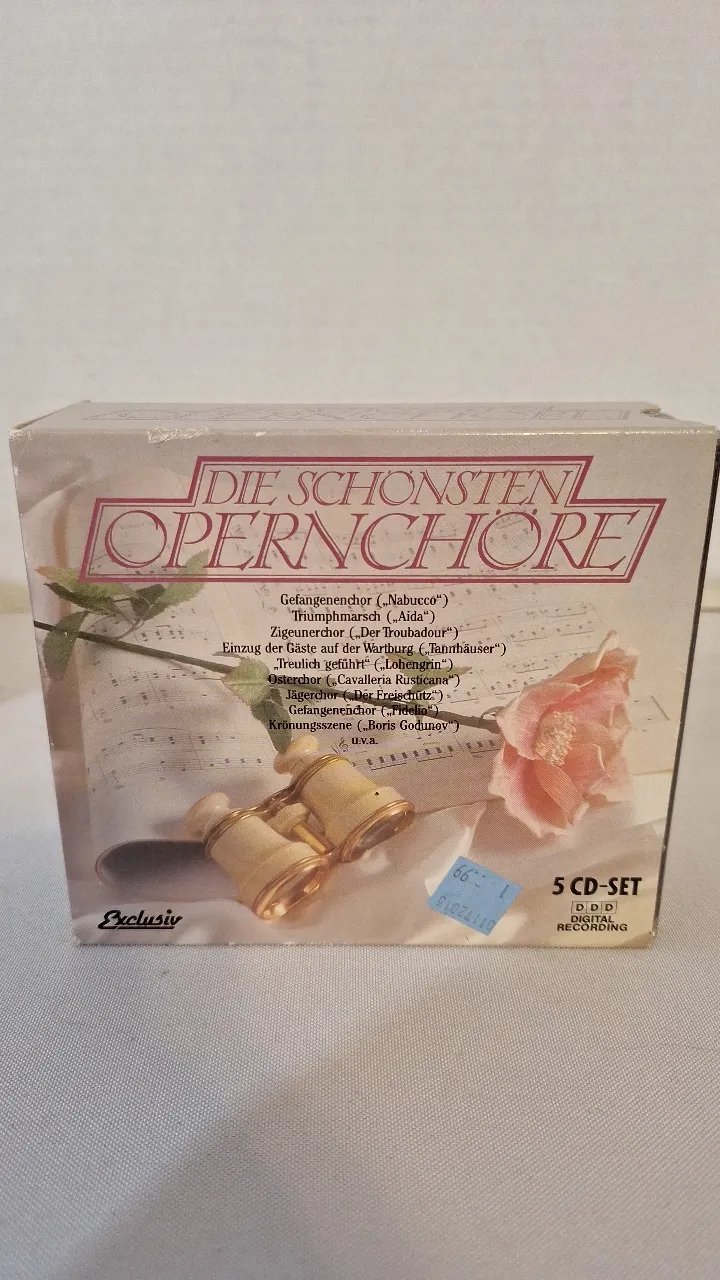 DIE SCHÖNSTEN
OPERNCHÖRE
Gefangenenchor („Nabucco“)
Triumphmarsch („Aida“)
Zigeunerchor („Der Troubadour“)
Einzug der Gäste auf der Wartburg („Tannhäuser“)
„Treulich geführt“ („Lohengrin“)
Osterchor („Cavalleria Rusticana“)
Jägerchor („Der Freischütz“)
Gefangenenchor („Fidelio“)
Krönungsszene („Boris Godunov“)
u.v.a.
5 CD-SET
DDD
DIGITAL
RECORDING
Exclusiv